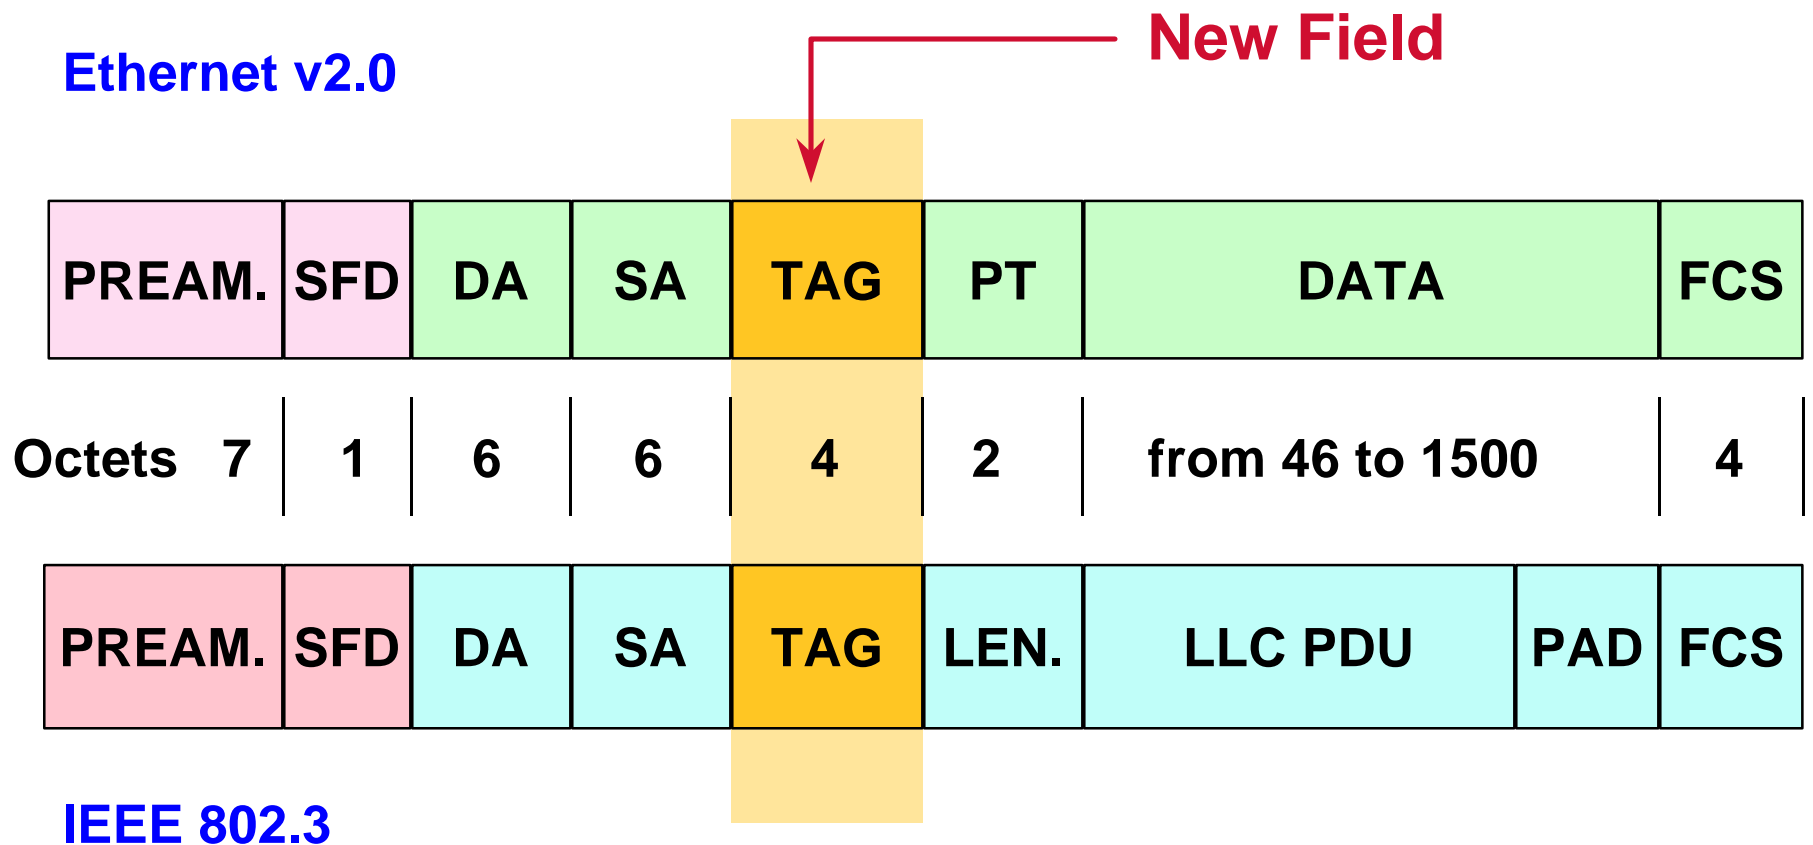 New Field
Ethernet v2.0
PREAM. SFD DA SA TAG PT DATA FCS
Octets 7 1 6 6 4 2 from 46 to 1500 4
PREAM. SFD DA SA TAG LEN. LLC PDU PAD FCS
IEEE 802.3